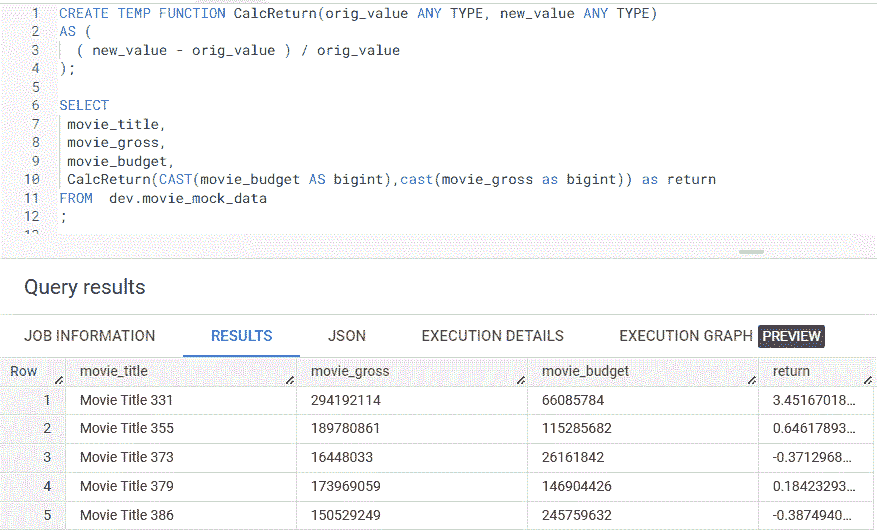 1 CREATE TEMP FUNCTION CalcReturn(orig_value ANY TYPE, new_value ANY TYPE)
2 AS (
3 ( new_value - orig_value ) / orig_value
4 );
5
6 SELECT
7 movie_title,
8 movie_gross,
9 movie_budget,
10 CalcReturn(CAST(movie_budget AS bigint),cast(movie_gross as bigint)) as return
11 FROM dev.movie_mock_data
12 ;
Query results
JOB INFORMATION RESULTS JSON EXECUTION DETAILS EXECUTION GRAPH PREVIEW
Row movie_title movie_gross movie_budget return
1 Movie Title 331 294192114 66085784 3.45167018...
2 Movie Title 355 189780861 115285682 0.64617893...
3 Movie Title 373 16448033 26161842 -0.3712968...
4 Movie Title 379 173969059 146904426 0.18423293...
5 Movie Title 386 150529249 245759632 -0.3874940...